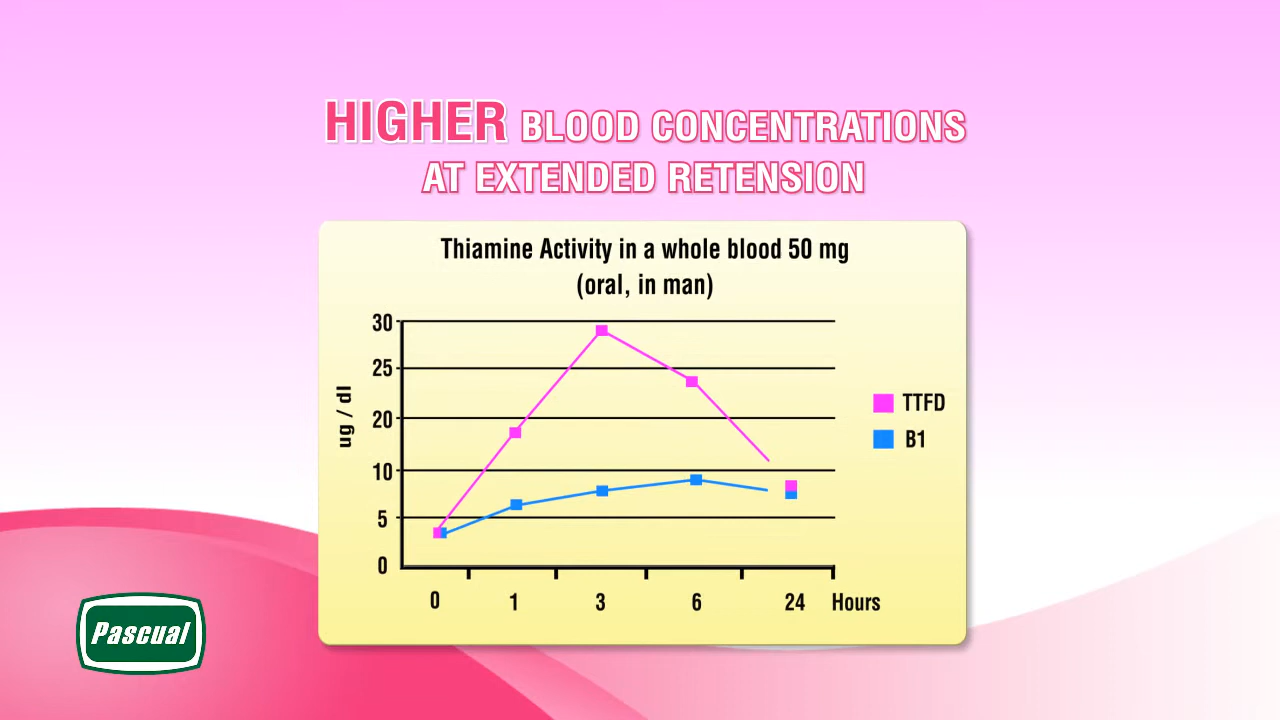 HIGHER BLOOD CONCENTRATIONS
AT EXTENDED RETENSION
Thiamine Activity in a whole blood 50 mg
(oral, in man)
30
25
20
10
5
0
ug / dl
0 1 3 6 24 Hours
TTFD
B1
Pascual